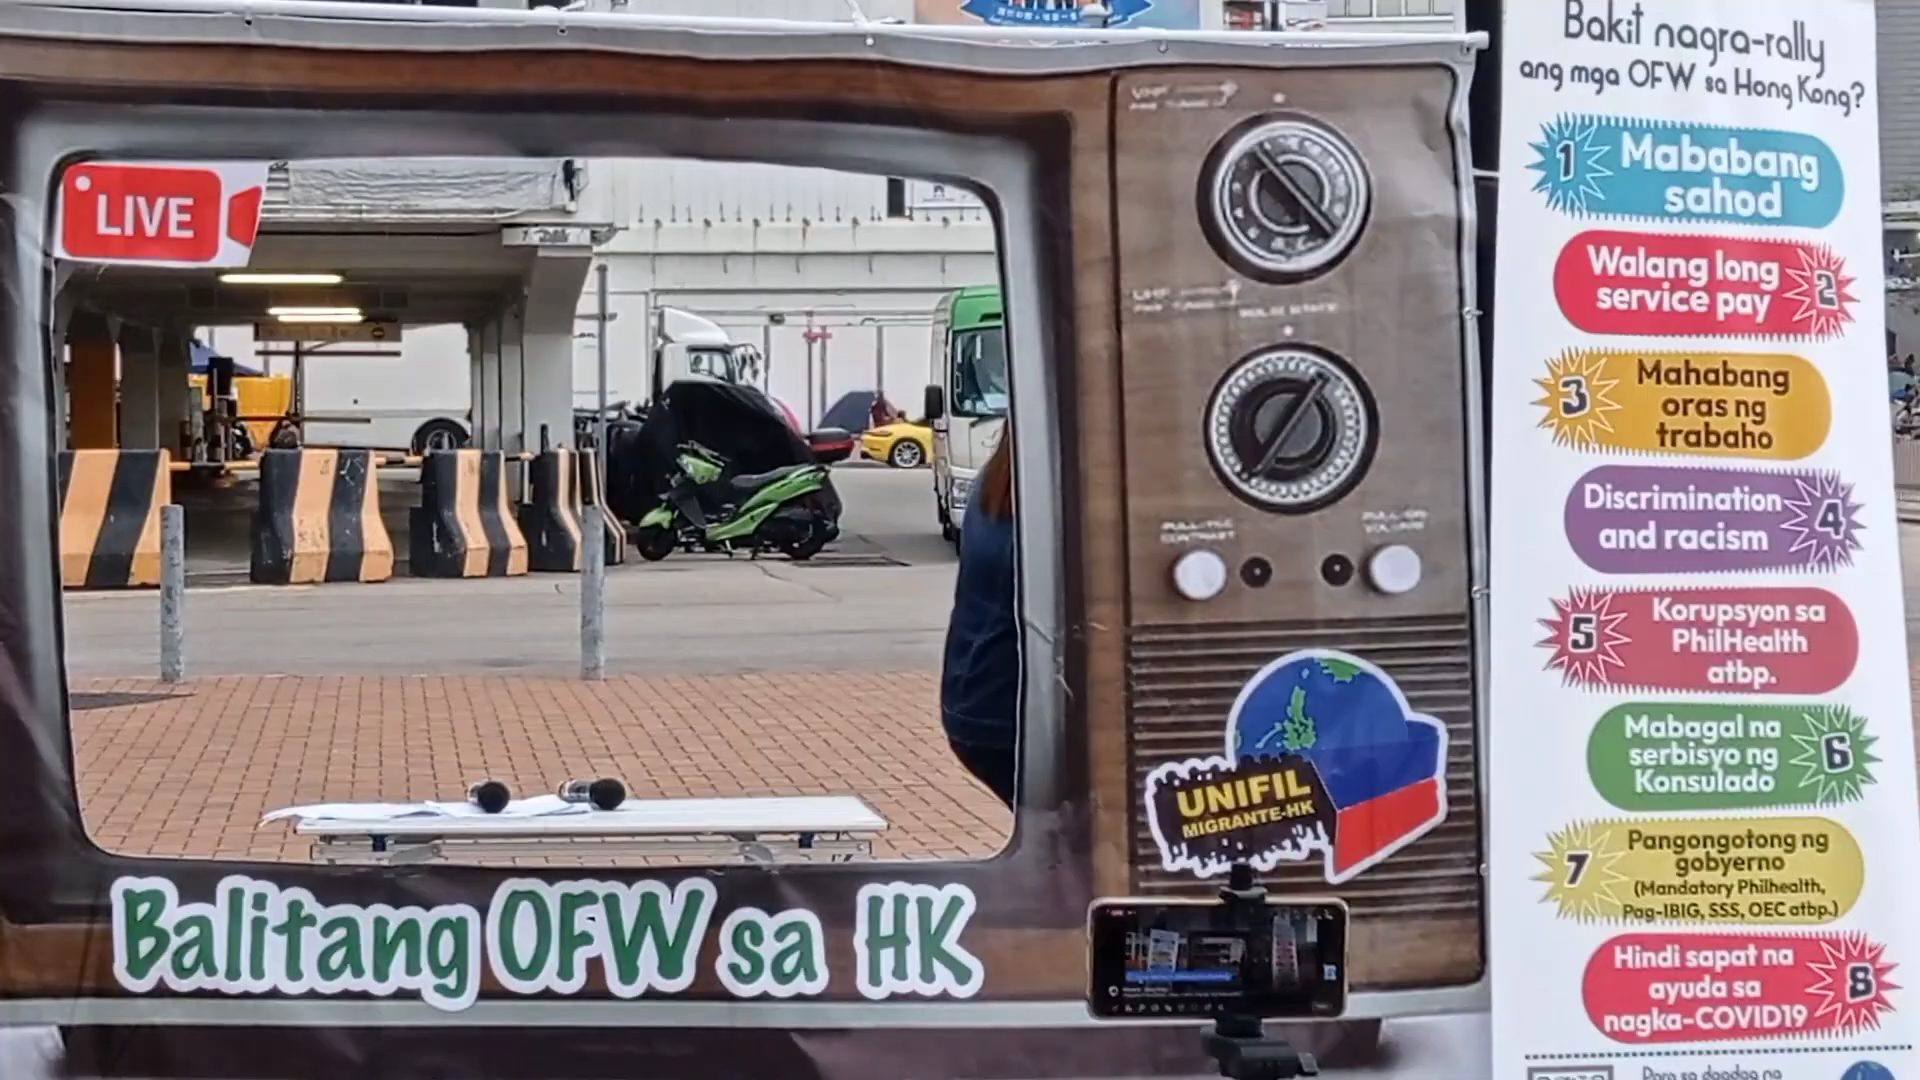 LIVE
UNIFIL
MIGRANTE-HK
Balitang OFW sa HK
Bakit nagra-rally
ang mga OFW sa Hong Kong?
1 Mababang
sahod
Walang long
service pay 2
3 Mahabang
oras ng
trabaho
Discrimination
and racism 4
5 Korupsyon sa
PhilHealth
atbp.
Mabagal na
serbisyo ng
Konsulado 6
7 Pangongotong ng
gobyerno
(Mandatory Philhealth,
Pag-IBIG, SSS, OEC atbp.)
Hindi sapat na
ayuda sa
nagka-COVID19 8